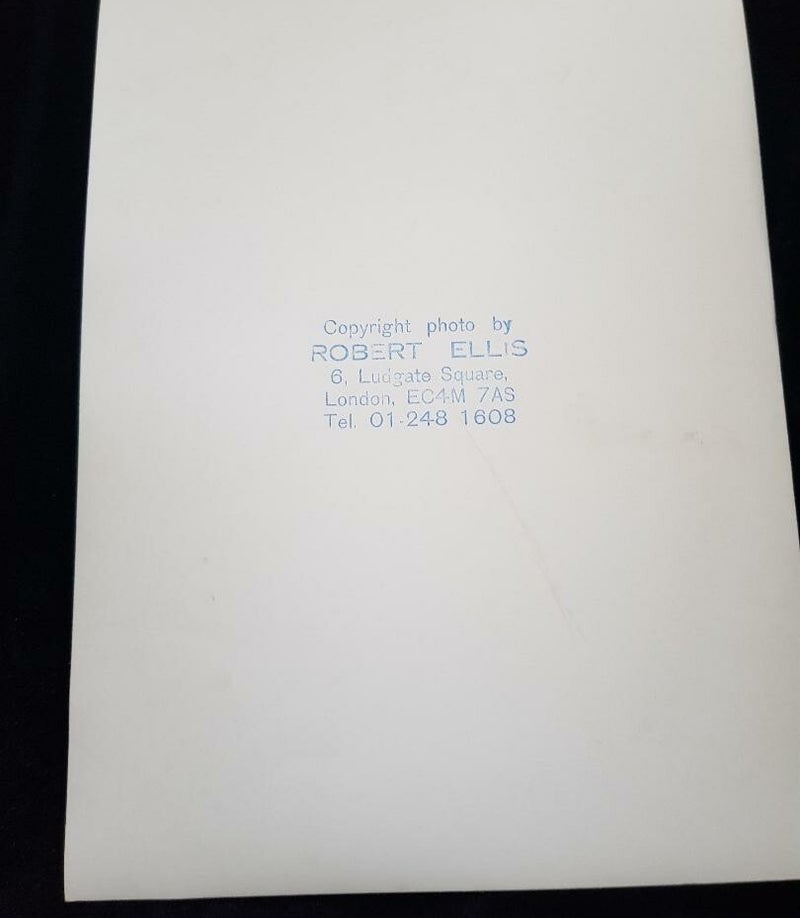 Copyright photo by
ROBERT ELLIS
6, Ludgate Square,
London, EC4M 7AS
Tel. 01-248 1608